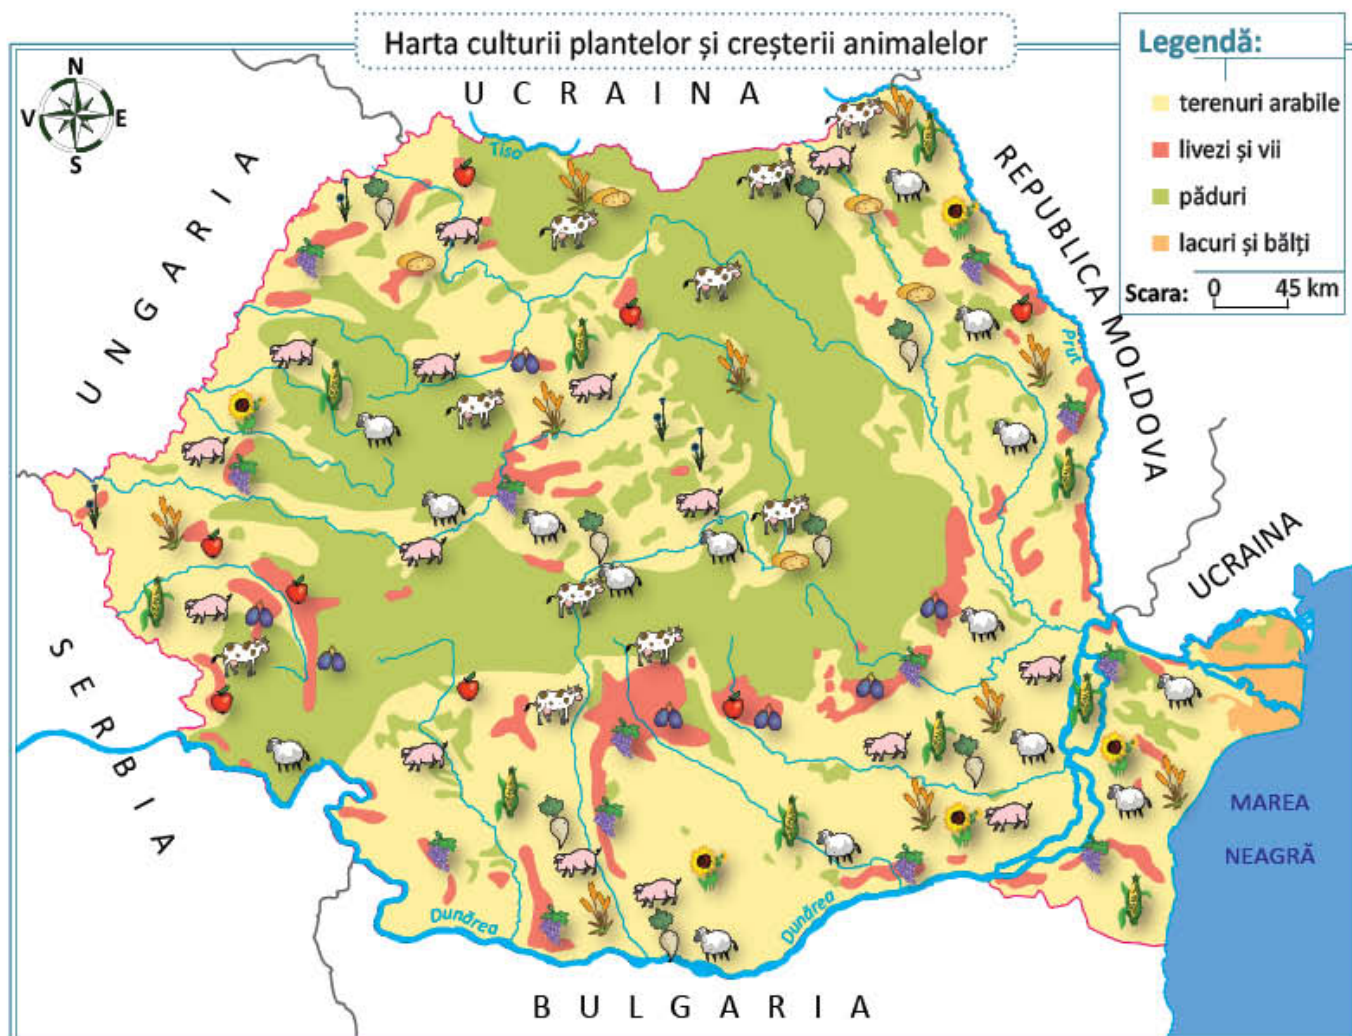 Harta culturii plantelor și creșterii animalelor
Legendă:
terenuri arabile
livezi și vii
păduri
lacuri și bălți
Scara: 0 45 km
N
V E
S
UCRAINA
UNGARIA
REPUBLICA MOLDOVA
Tisa
Prut
UCRAINA
SERBIA
MAREA
NEAGRĂ
Dunărea
Dunărea
BULGARIA